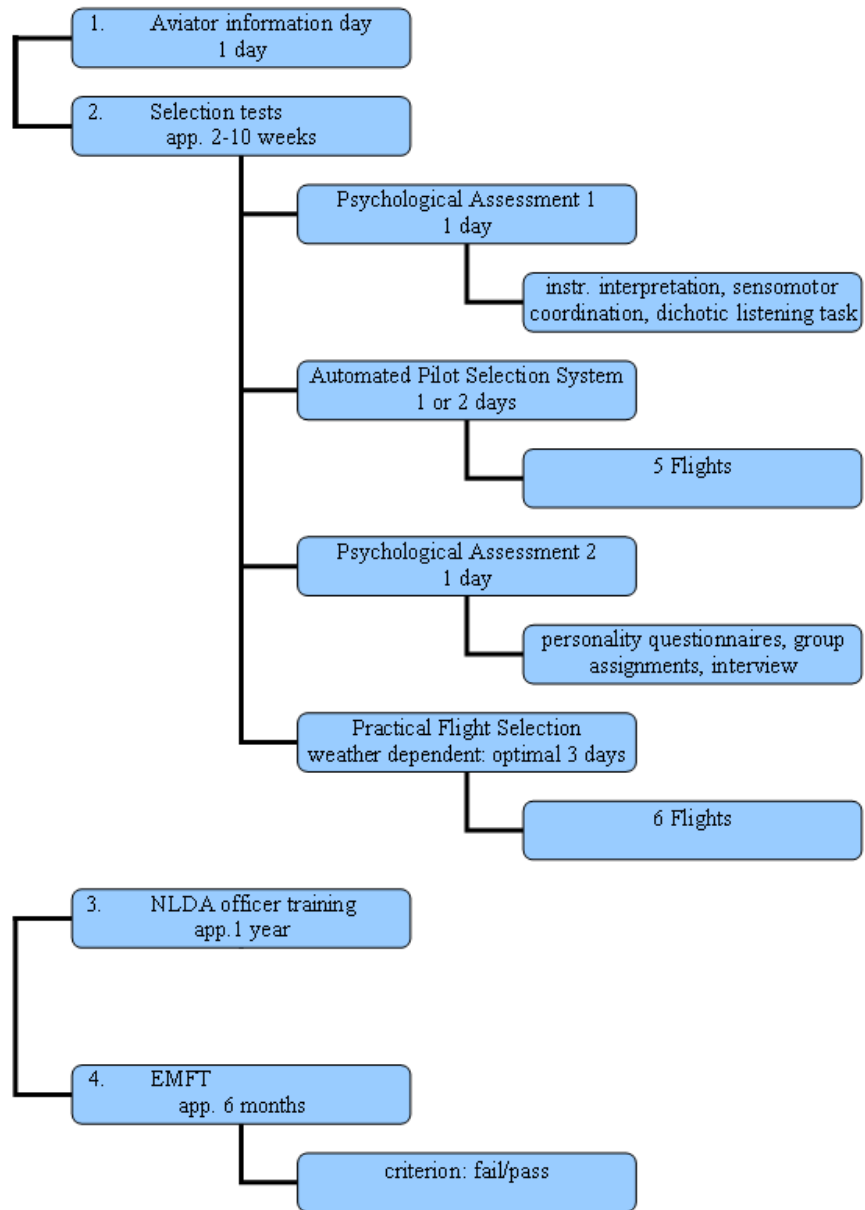 1. Aviator information day
1 day
2. Selection tests
app. 2-10 weeks
Psychological Assessment 1
1 day
instr. interpretation, sensomotor
coordination, dichotic listening task
Automated Pilot Selection System
1 or 2 days
5 Flights
Psychological Assessment 2
1 day
personality questionnaires, group
assignments, interview
Practical Flight Selection
weather dependent: optimal 3 days
6 Flights
3. NLDA officer training
app.1 year
4. EMFT
app. 6 months
criterion: fail/pass